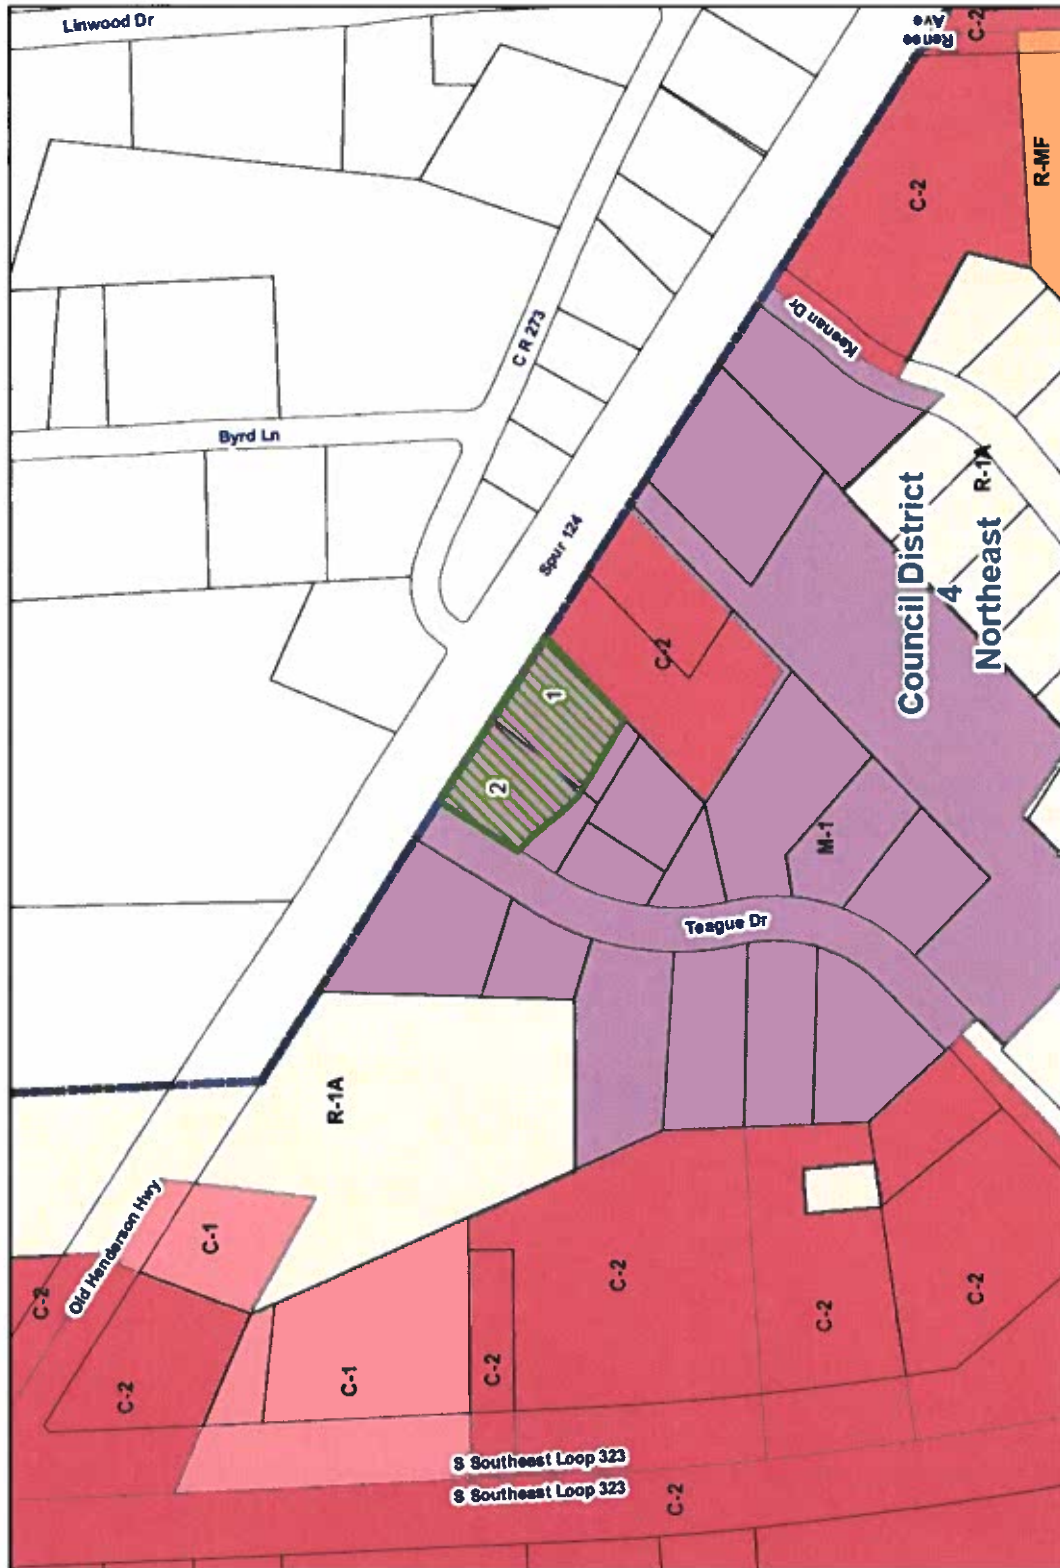 Linwood Dr
Renee
Ave
C-2
R-MF
C-2
Keenan Dr
C R 273
Byrd Ln
Spur 124
R-1A
Council District
4
Northeast
C-2
1
2
M-1
Teague Dr
R-1A
Old Henderson Hwy
C-1
C-2
C-2
C-1
C-2
C-2
C-2
C-2
S Southeast Loop 323
S Southeast Loop 323
C-2